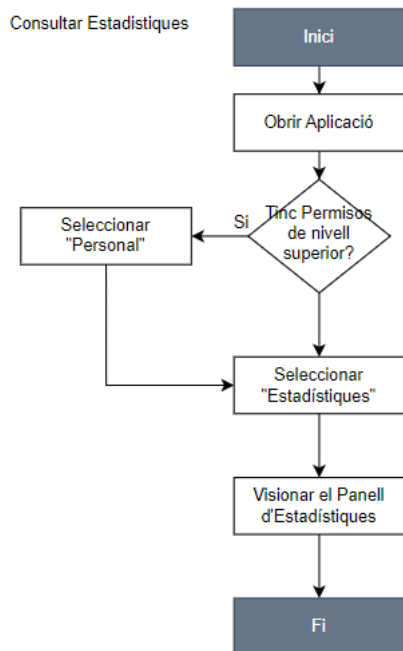 Consultar Estadistiques
Inici
Obrir Aplicació
Tinc Permisos
de nivell
superior?
Si
Seleccionar
"Personal"
Seleccionar
"Estadístiques"
Visionar el Panell
d'Estadístiques
Fi